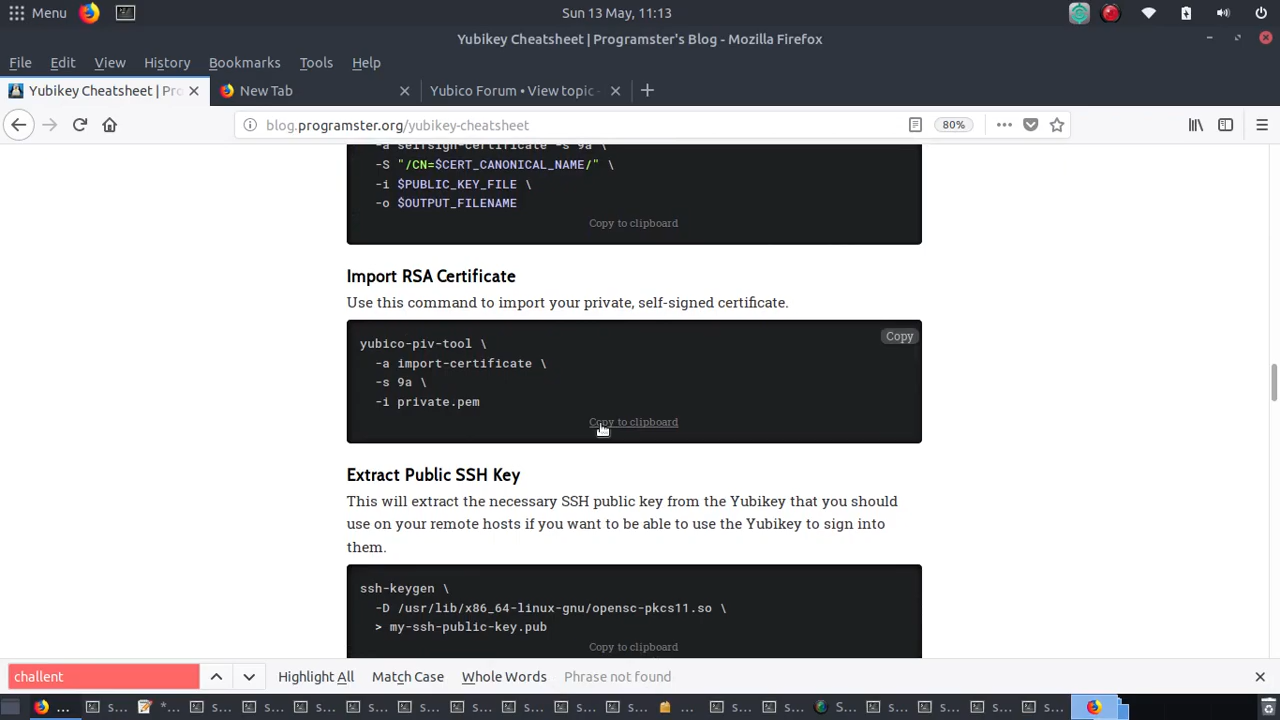 Menu
Sun 13 May, 11:13
Yubikey Cheatsheet | Programster's Blog - Mozilla Firefox
File Edit View History Bookmarks Tools Help
Yubikey Cheatsheet | Pro
New Tab
Yubico Forum • View topic -
blog.programster.org/yubikey-cheatsheet
80%
-a selfsign-certificate -s 9a \
-S "/CN=$CERT_CANONICAL_NAME/" \
-i $PUBLIC_KEY_FILE \
-o $OUTPUT_FILENAME
Copy to clipboard
Import RSA Certificate
Use this command to import your private, self-signed certificate.
Copy
yubico-piv-tool \
-a import-certificate \
-s 9a \
-i private.pem
Copy to clipboard
Extract Public SSH Key
This will extract the necessary SSH public key from the Yubikey that you should
use on your remote hosts if you want to be able to use the Yubikey to sign into
them.
ssh-keygen \
-D /usr/lib/x86_64-linux-gnu/opensc-pkcs11.so \
> my-ssh-public-key.pub
Copy to clipboard
challent
Highlight All Match Case Whole Words Phrase not found
... s... s... *... s... s... s... s... s... s... s... s... s... ... s... s... S... s... s... s... s...